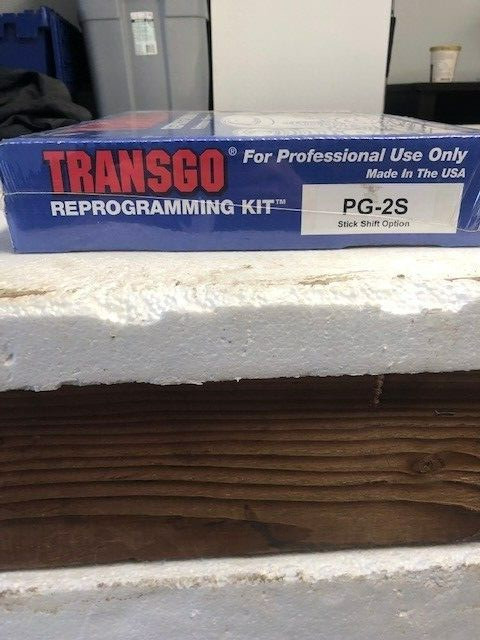 TRANSGO® For Professional Use Only
Made In The USA
REPROGRAMMING KIT™
PG-2S
Stick Shift Option